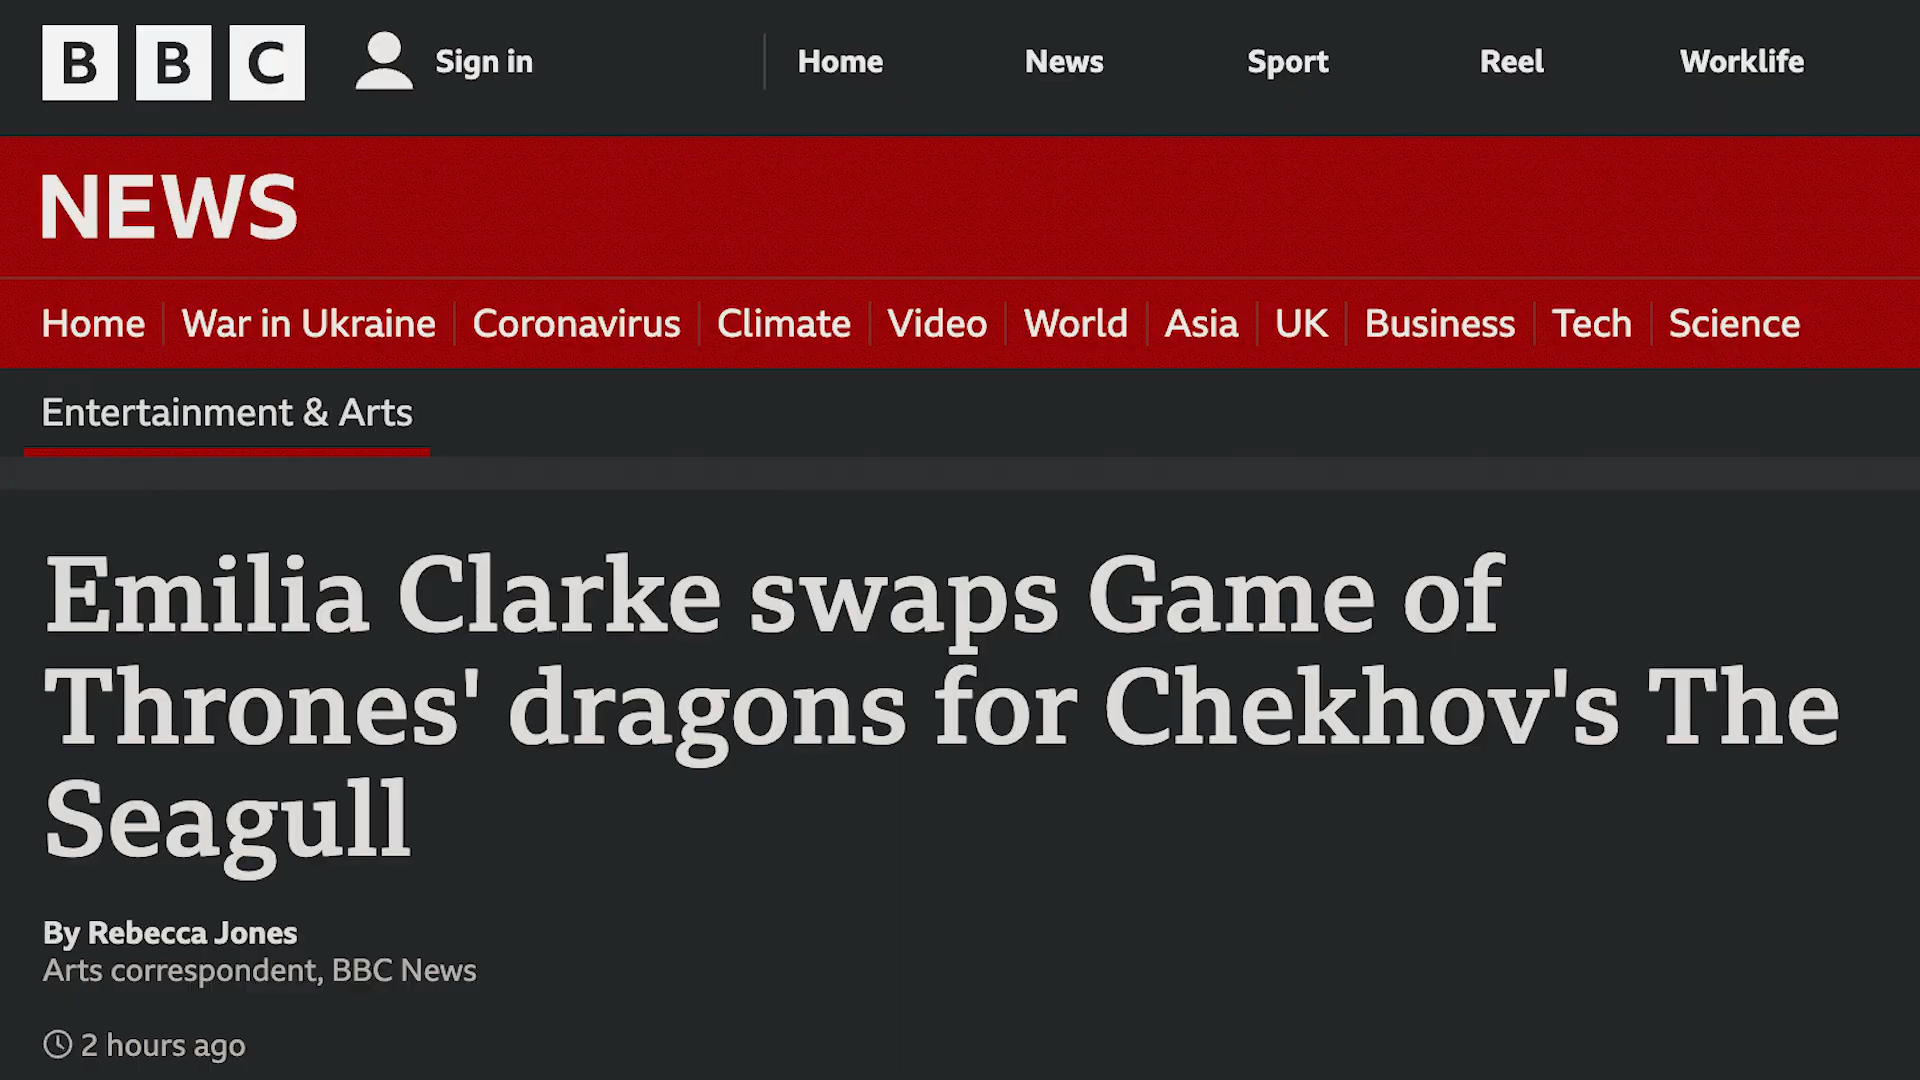 BBC Sign in Home News Sport Reel Worklife
NEWS
Home War in Ukraine Coronavirus Climate Video World Asia UK Business Tech Science
Entertainment & Arts
Emilia Clarke swaps Game of
Thrones' dragons for Chekhov's The
Seagull
By Rebecca Jones
Arts correspondent, BBC News
2 hours ago